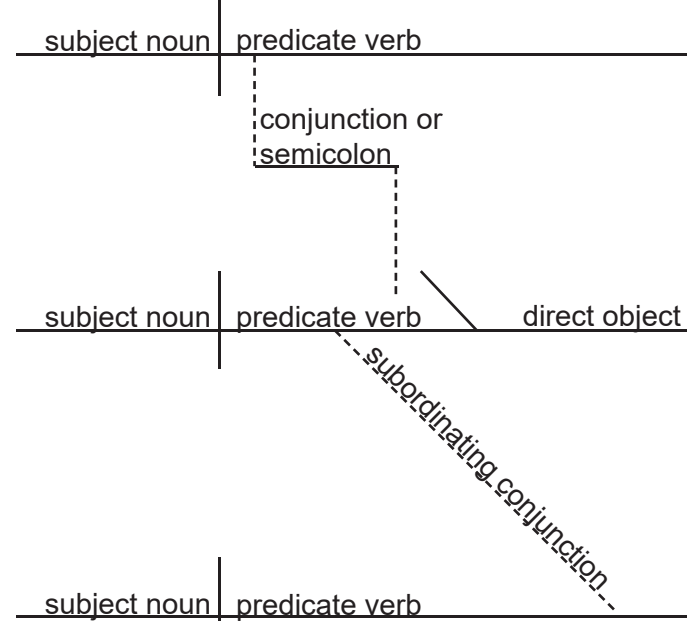 subject noun predicate verb
conjunction or
semicolon
subject noun predicate verb direct object
subordinating conjunction
subject noun predicate verb